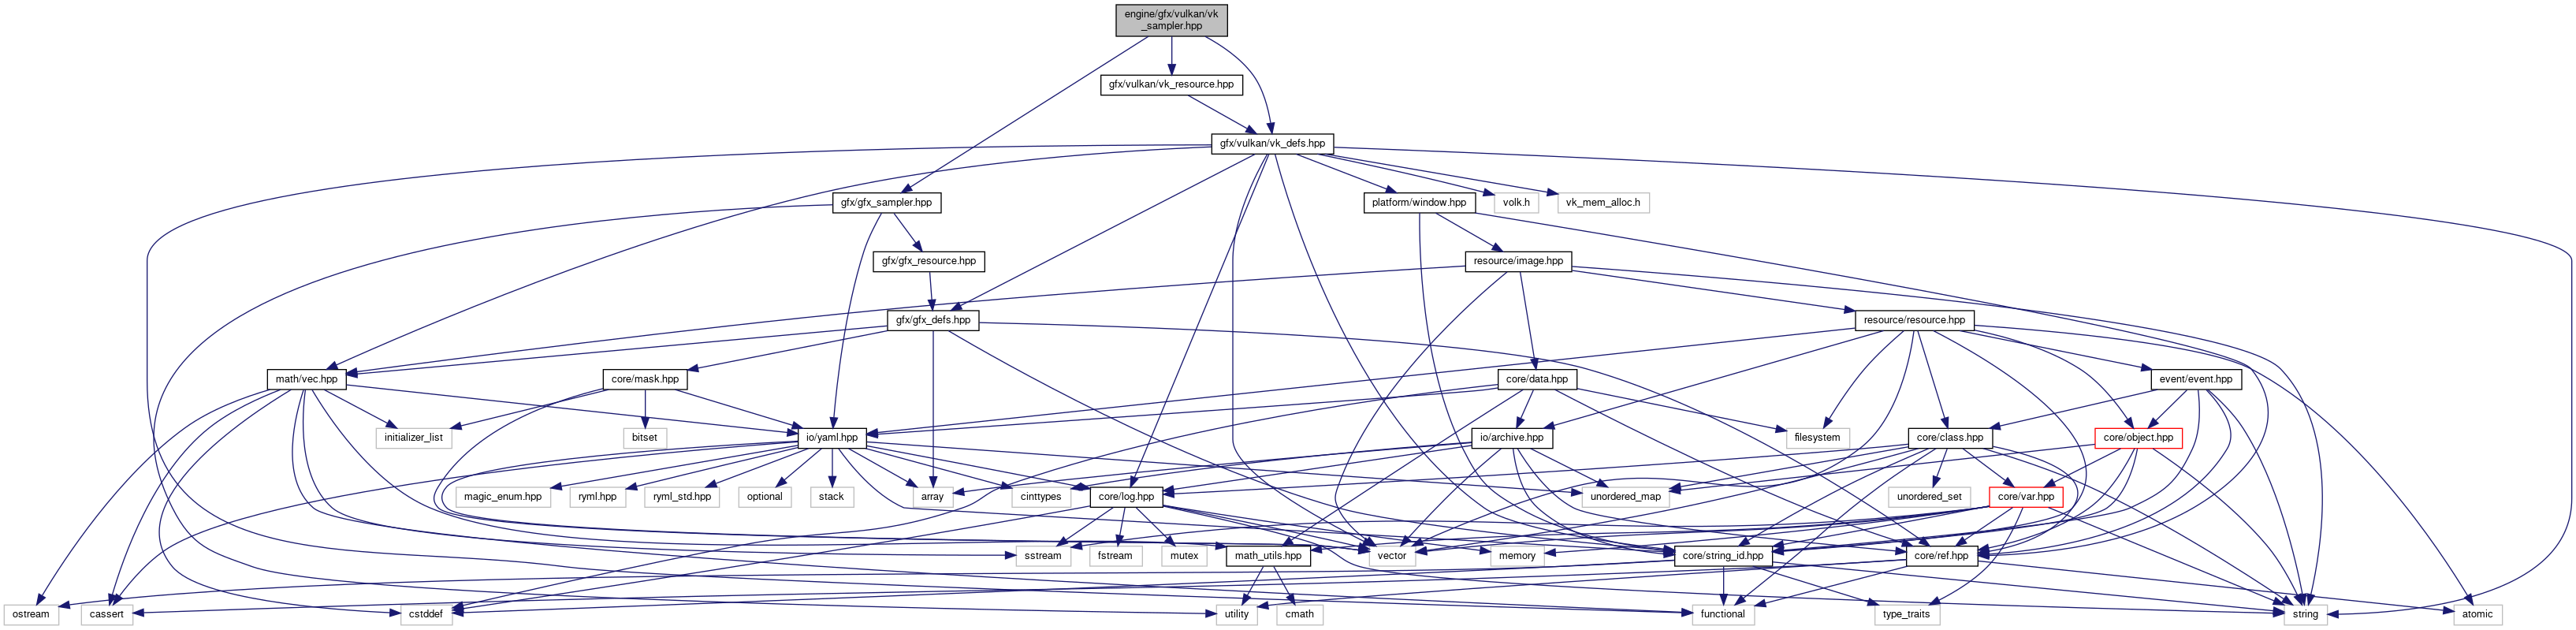 engine/gfx/vulkan/vk
_sampler.hpp
gfx/vulkan/vk_resource.hpp
gfx/vulkan/vk_defs.hpp
gfx/gfx_sampler.hpp
platform/window.hpp
volk.h
vk_mem_alloc.h
gfx/gfx_resource.hpp
resource/image.hpp
gfx/gfx_defs.hpp
resource/resource.hpp
math/vec.hpp
core/mask.hpp
core/data.hpp
event/event.hpp
initializer_list
bitset
io/yaml.hpp
io/archive.hpp
filesystem
core/class.hpp
core/object.hpp
magic_enum.hpp
ryml.hpp
ryml_std.hpp
optional
stack
array
cinttypes
core/log.hpp
unordered_map
unordered_set
core/var.hpp
sstream
fstream
mutex
math_utils.hpp
vector
memory
core/string_id.hpp
core/ref.hpp
ostream
cassert
cstddef
utility
cmath
functional
type_traits
string
atomic